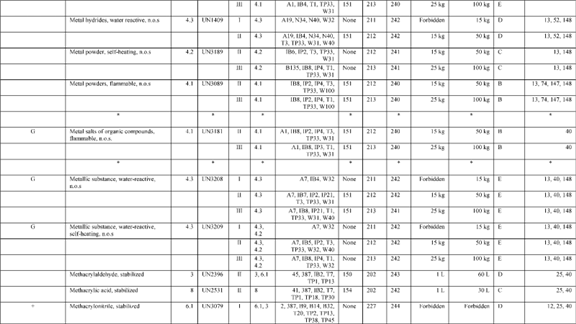 III 4.1 A1, IB4, T1, TP33, W31 151 213 240 25 kg 100 kg E
Metal hydrides, water reactive, n.o.s 4.3 UN1409 I 4.3 A19, N34, N40, W32 None 211 242 Forbidden 15 kg D 13, 52, 148
II 4.3 A19, IB4, N34, N40, T3, TP33, W31, W40 151 212 242 15 kg 50 kg D 13, 52, 148
Metal powder, self-heating, n.o.s 4.2 UN3189 II 4.2 IB6, IP2, T3, TP33, W31 None 212 241 15 kg 50 kg C 13, 148
III 4.2 B135, IB8, IP4, T1, TP33, W31 None 213 241 25 kg 100 kg C 13, 148
Metal powders, flammable, n.o.s 4.1 UN3089 II 4.1 IB8, IP2, IP4, T3, TP33, W100 151 212 240 15 kg 50 kg B 13, 74, 147, 148
III 4.1 IB8, IP2, IP4, T1, TP33, W100 151 213 240 25 kg 100 kg B 13, 74, 147, 148
* * * * * * *
G Metal salts of organic compounds, flammable, n.o.s. 4.1 UN3181 II 4.1 A1, IB8, IP2, IP4, T3, TP33, W31 151 212 240 15 kg 50 kg B 40
III 4.1 A1, IB8, IP3, T1, TP33, W31 151 213 240 25 kg 100 kg B 40
* * * * * * *
G Metallic substance, water-reactive, n.o.s 4.3 UN3208 I 4.3 A7, IB4, W32 None 211 242 Forbidden 15 kg E 13, 40, 148
II 4.3 A7, IB7, IP2, IP21, T3, TP33, W31 151 212 242 15 kg 50 kg E 13, 40, 148
III 4.3 A7, IB8, IP21, T1, TP33, W31, W40 151 213 241 25 kg 100 kg E 13, 40, 148
G Metallic substance, water-reactive, self-heating, n.o.s 4.3 UN3209 I 4.3, 4.2 A7, W32 None 211 242 Forbidden 15 kg E 13, 40, 148
II 4.3, 4.2 A7, IB5, IP2, T3, TP33, W32, W40 None 212 242 15 kg 50 kg E 13, 40, 148
III 4.3, 4.2 A7, IB8, IP4, T1, TP33, W32 None 213 242 25 kg 100 kg E 13, 40, 148
Methacrylaldehyde, stabilized 3 UN2396 II 3, 6.1 45, 387, IB2, T7, TP1, TP13 150 202 243 1 L 60 L D 25, 40
Methacrylic acid, stabilized 8 UN2531 II 8 41, 387, IB2, T7, TP1, TP18, TP30 154 202 242 1 L 30 L C 25, 40
+ Methacrylonitrile, stabilized 6.1 UN3079 I 6.1, 3 2, 387, B9, B14, B32, T20, TP2, TP13, TP38, TP45 None 227 244 Forbidden Forbidden D 12, 25, 40